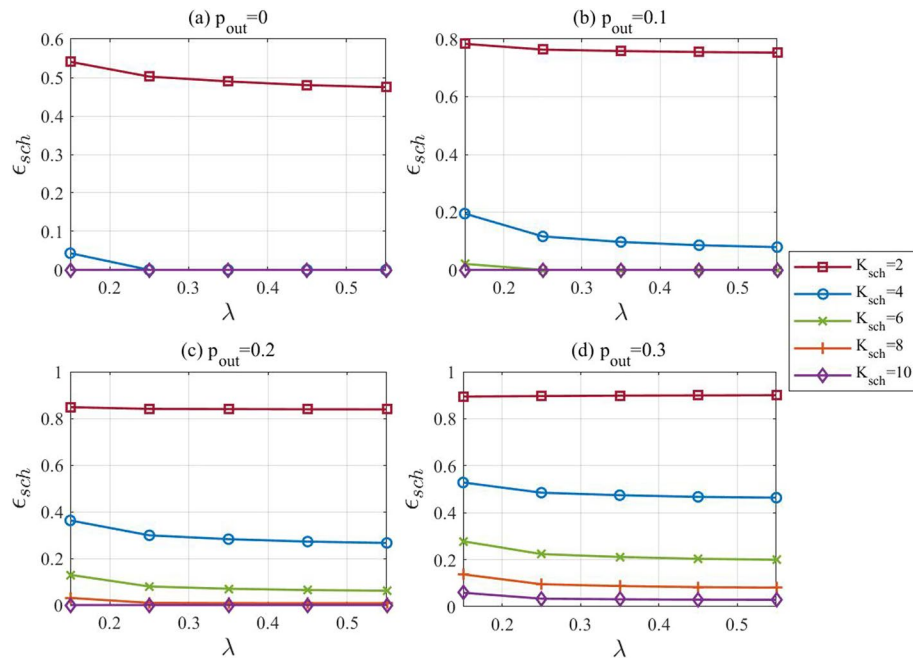 (a) p_out=0
0.6
0.5
0.4
0.3
0.2
0.1
0
ϵ_sch
0.2 0.3 0.4 0.5
λ
(b) p_out=0.1
0.8
0.6
0.4
0.2
0
ϵ_sch
0.2 0.3 0.4 0.5
λ
K_sch=2
K_sch=4
K_sch=6
K_sch=8
K_sch=10
(c) p_out=0.2
1
0.8
0.6
0.4
0.2
0
ϵ_sch
0.2 0.3 0.4 0.5
λ
(d) p_out=0.3
1
0.8
0.6
0.4
0.2
0
ϵ_sch
0.2 0.3 0.4 0.5
λ